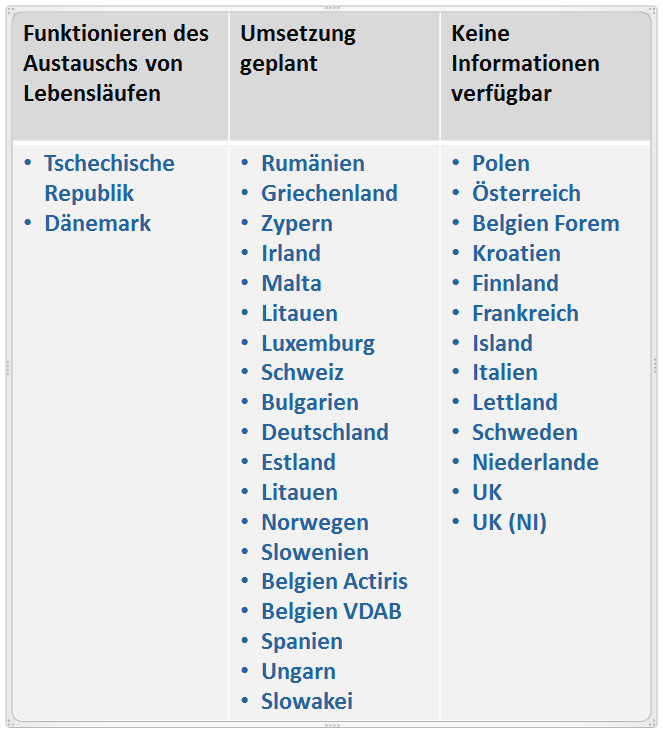 Funktionieren des
Austauschs von
Lebensläufen
Umsetzung
geplant
Keine
Informationen
verfügbar
• Tschechische
Republik
• Dänemark
• Rumänien
• Griechenland
• Zypern
• Irland
• Malta
• Litauen
• Luxemburg
• Schweiz
• Bulgarien
• Deutschland
• Estland
• Litauen
• Norwegen
• Slowenien
• Belgien Actiris
• Belgien VDAB
• Spanien
• Ungarn
• Slowakei
• Polen
• Österreich
• Belgien Forem
• Kroatien
• Finnland
• Frankreich
• Island
• Italien
• Lettland
• Schweden
• Niederlande
• UK
• UK (NI)